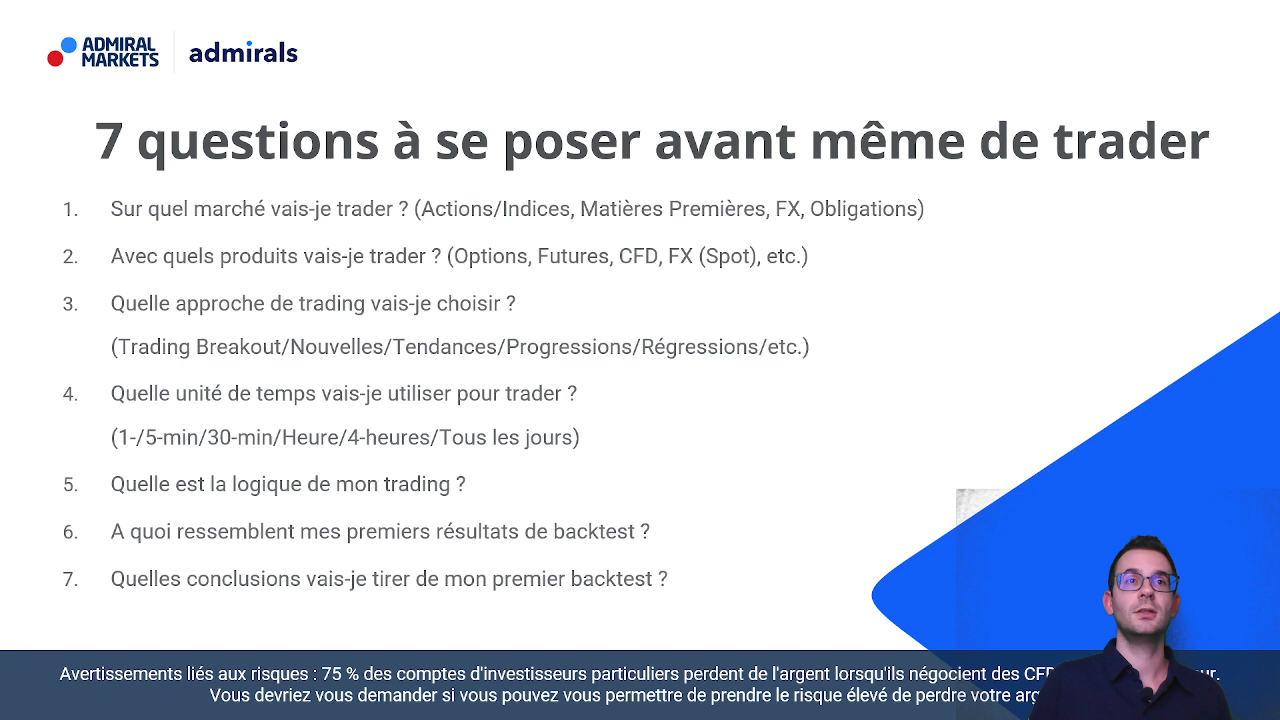 ADMIRAL
MARKETS
admirals
7 questions à se poser avant même de trader
1. Sur quel marché vais-je trader ? (Actions/Indices, Matières Premières, FX, Obligations)
2. Avec quels produits vais-je trader ? (Options, Futures, CFD, FX (Spot), etc.)
3. Quelle approche de trading vais-je choisir ?
(Trading Breakout/Nouvelles/Tendances/Progressions/Régressions/etc.)
4. Quelle unité de temps vais-je utiliser pour trader ?
(1-/5-min/30-min/Heure/4-heures/Tous les jours)
5. Quelle est la logique de mon trading ?
6. A quoi ressemblent mes premiers résultats de backtest ?
7. Quelles conclusions vais-je tirer de mon premier backtest ?
Avertissements liés aux risques : 75 % des comptes d'investisseurs particuliers perdent de l'argent lorsqu'ils négocient des
Vous devriez vous demander si vous pouvez vous permettre de prendre le risque élevé de perdre votre